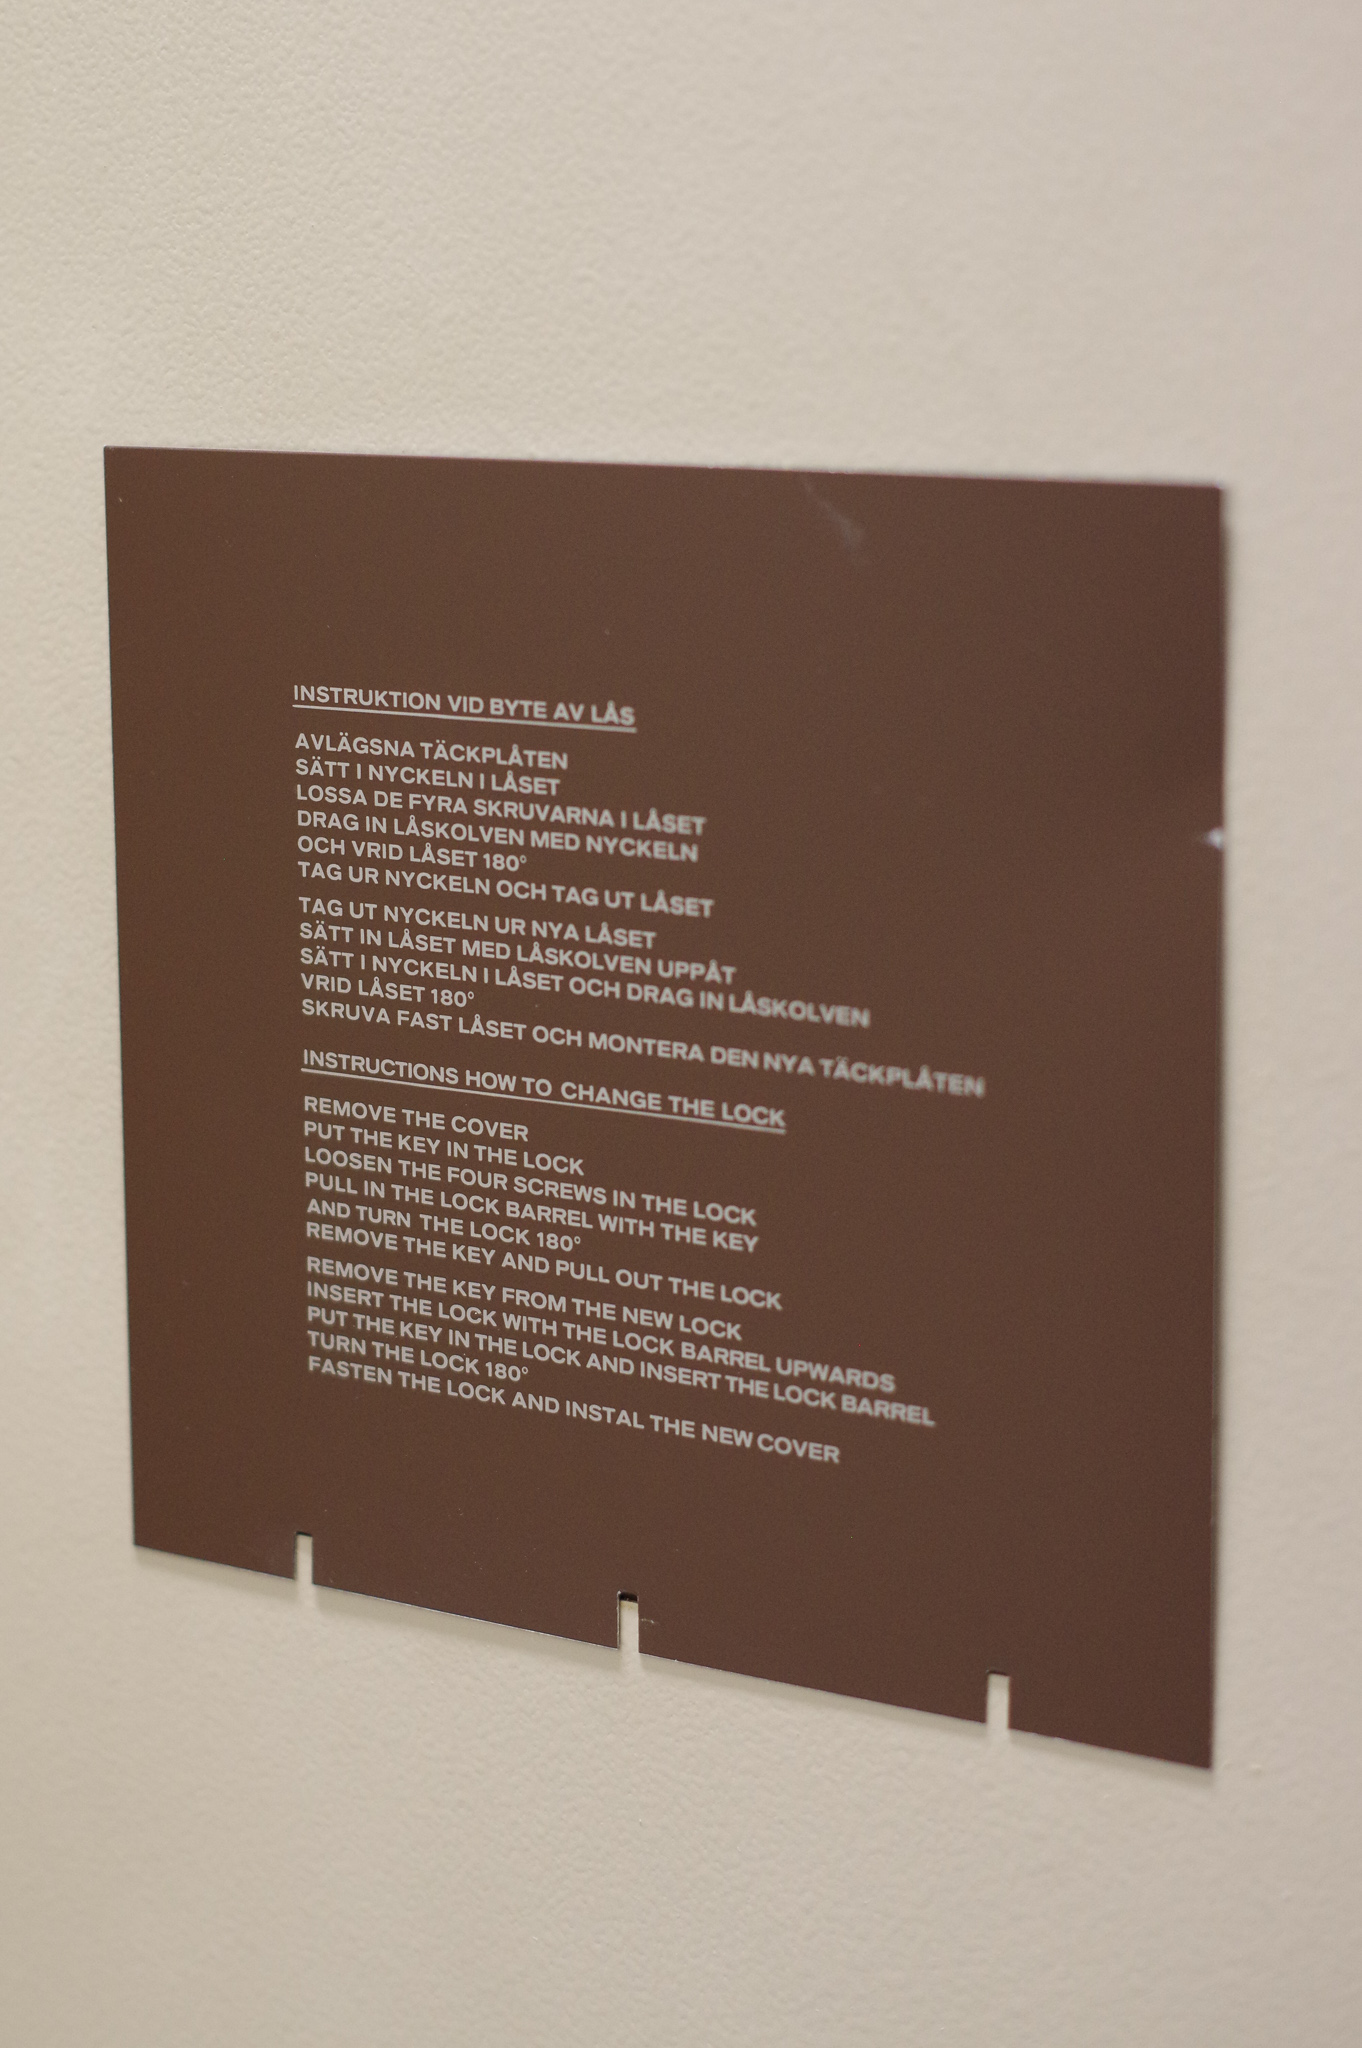 INSTRUKTION VID BYTE AV LÅS
AVLÄGSNA TÄCKPLÅTEN
SÄTT I NYCKELN I LÅSET
LOSSA DE FYRA SKRUVARNA I LÅSET
DRAG IN LÅSKOLVEN MED NYCKELN
OCH VRID LÅSET 180°
TAG UR NYCKELN OCH TAG UT LÅSET
TAG UT NYCKELN UR NYA LÅSET
SÄTT IN LÅSET MED LÅSKOLVEN UPPÅT
SÄTT I NYCKELN I LÅSET OCH DRAG IN LÅSKOLVEN
VRID LÅSET 180°
SKRUVA FAST LÅSET OCH MONTERA DEN NYA TÄCKPLÅTEN
INSTRUCTIONS HOW TO CHANGE THE LOCK
REMOVE THE COVER
PUT THE KEY IN THE LOCK
LOOSEN THE FOUR SCREWS IN THE LOCK
PULL IN THE LOCK BARREL WITH THE KEY
AND TURN THE LOCK 180°
REMOVE THE KEY AND PULL OUT THE LOCK
REMOVE THE KEY FROM THE NEW LOCK
INSERT THE LOCK WITH THE LOCK BARREL UPWARDS
PUT THE KEY IN THE LOCK AND INSERT THE LOCK BARREL
TURN THE LOCK 180°
FASTEN THE LOCK AND INSTAL THE NEW COVER